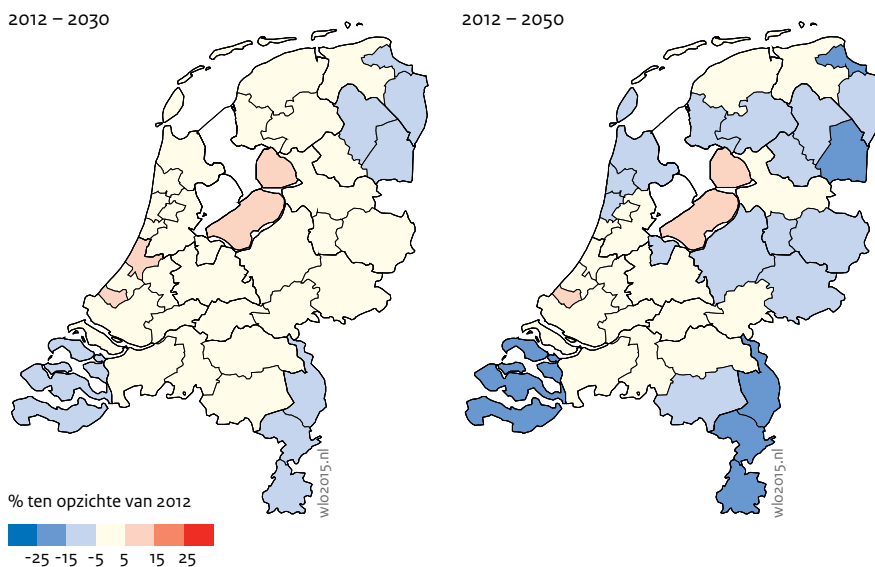 2012 – 2030
2012 – 2050
wlo2015.nl
wlo2015.nl
% ten opzichte van 2012
-25 -15 -5 5 15 25